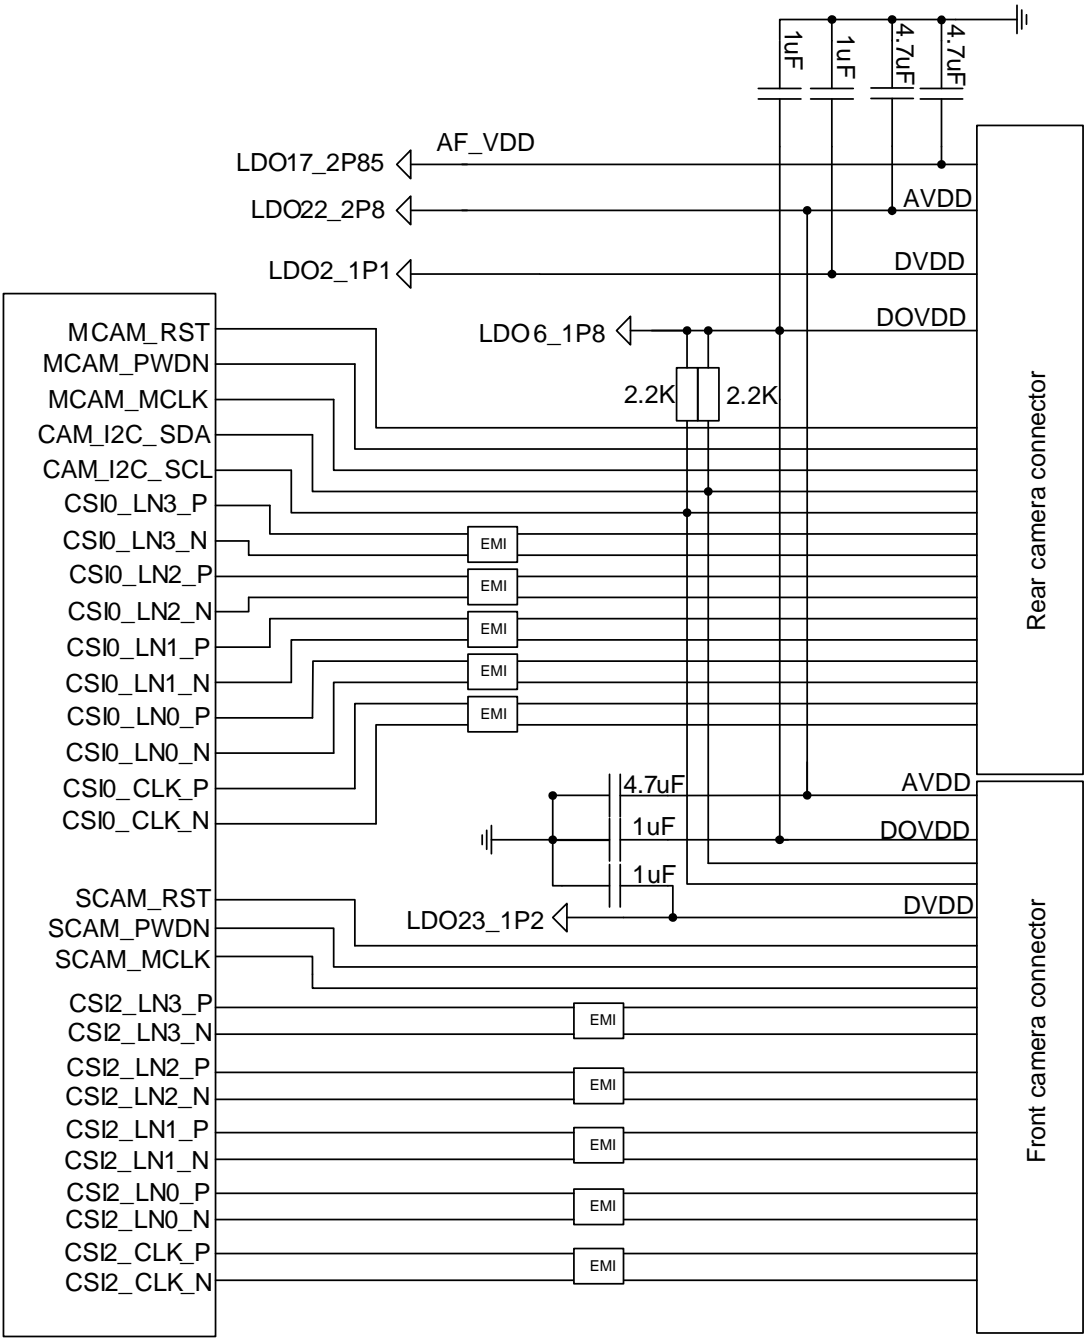 1uF
1uF
4.7uF
4.7uF
AF_VDD
LDO17_2P85
LDO22_2P8
AVDD
LDO2_1P1
DVDD
LDO6_1P8
DOVDD
2.2K
2.2K
Rear camera connector
MCAM_RST
MCAM_PWDN
MCAM_MCLK
CAM_I2C_SDA
CAM_I2C_SCL
CSI0_LN3_P
CSI0_LN3_N
CSI0_LN2_P
CSI0_LN2_N
CSI0_LN1_P
CSI0_LN1_N
CSI0_LN0_P
CSI0_LN0_N
CSI0_CLK_P
CSI0_CLK_N
EMI
EMI
EMI
EMI
EMI
4.7uF
AVDD
1uF
DOVDD
1uF
LDO23_1P2
DVDD
Front camera connector
SCAM_RST
SCAM_PWDN
SCAM_MCLK
CSI2_LN3_P
CSI2_LN3_N
CSI2_LN2_P
CSI2_LN2_N
CSI2_LN1_P
CSI2_LN1_N
CSI2_LN0_P
CSI2_LN0_N
CSI2_CLK_P
CSI2_CLK_N
EMI
EMI
EMI
EMI
EMI